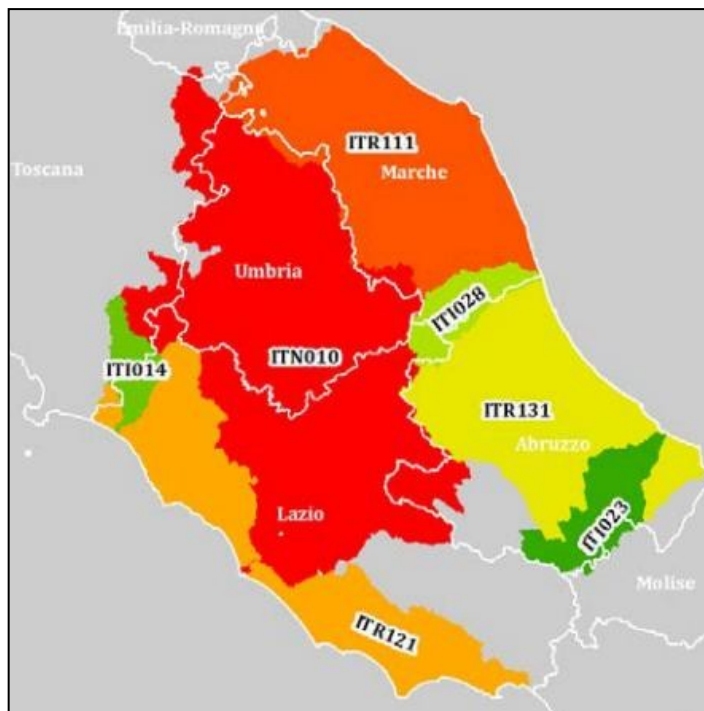 Emilia-Romagna
ITR111
Toscana
Marche
Umbria
ITI028
ITN010
ITI014
ITR131
Abruzzo
Lazio
ITI023
Molise
ITR121